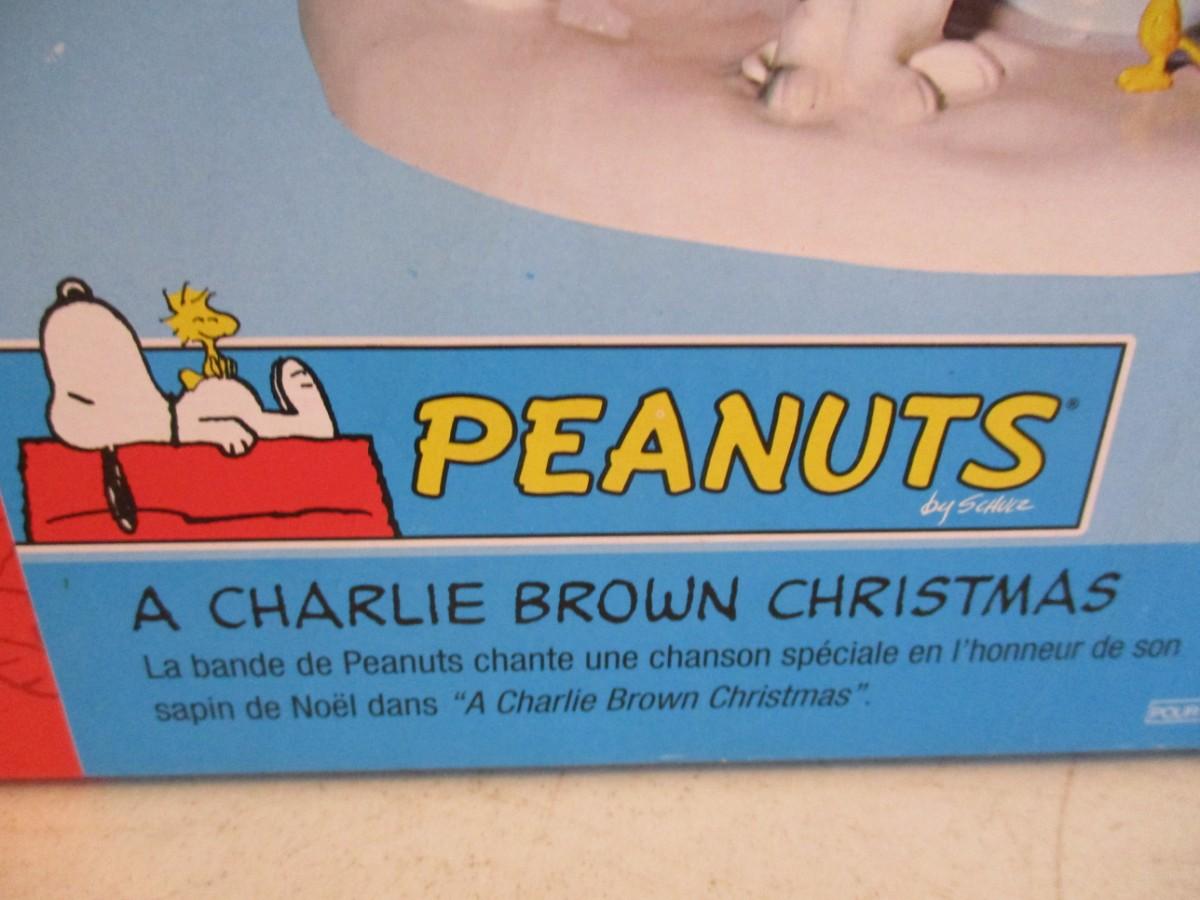 PEANUTS®
by SCHULZ
A CHARLIE BROWN CHRISTMAS
La bande de Peanuts chante une chanson spéciale en l'honneur de son
sapin de Noël dans "A Charlie Brown Christmas".